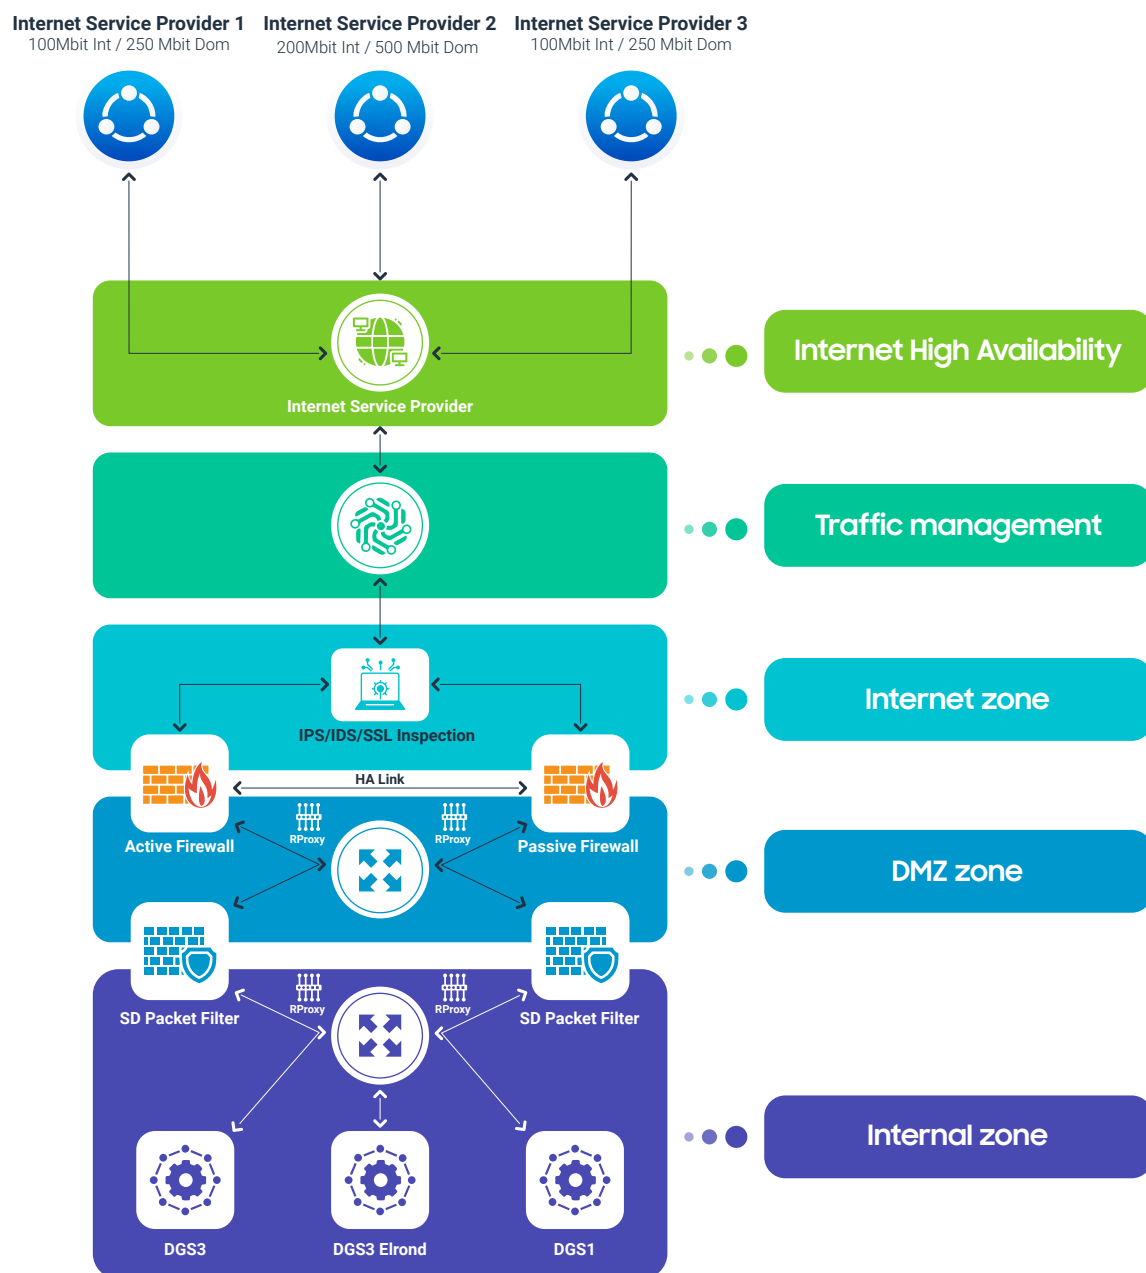 Internet Service Provider 1
100Mbit Int / 250 Mbit Dom
Internet Service Provider 2
200Mbit Int / 500 Mbit Dom
Internet Service Provider 3
100Mbit Int / 250 Mbit Dom
Internet Service Provider
Internet High Availability
Traffic management
IPS/IDS/SSL Inspection
Internet zone
HA Link
Active Firewall
RProxy
RProxy
Passive Firewall
DMZ zone
SD Packet Filter
RProxy
RProxy
SD Packet Filter
Internal zone
DGS3
DGS3 Elrond
DGS1